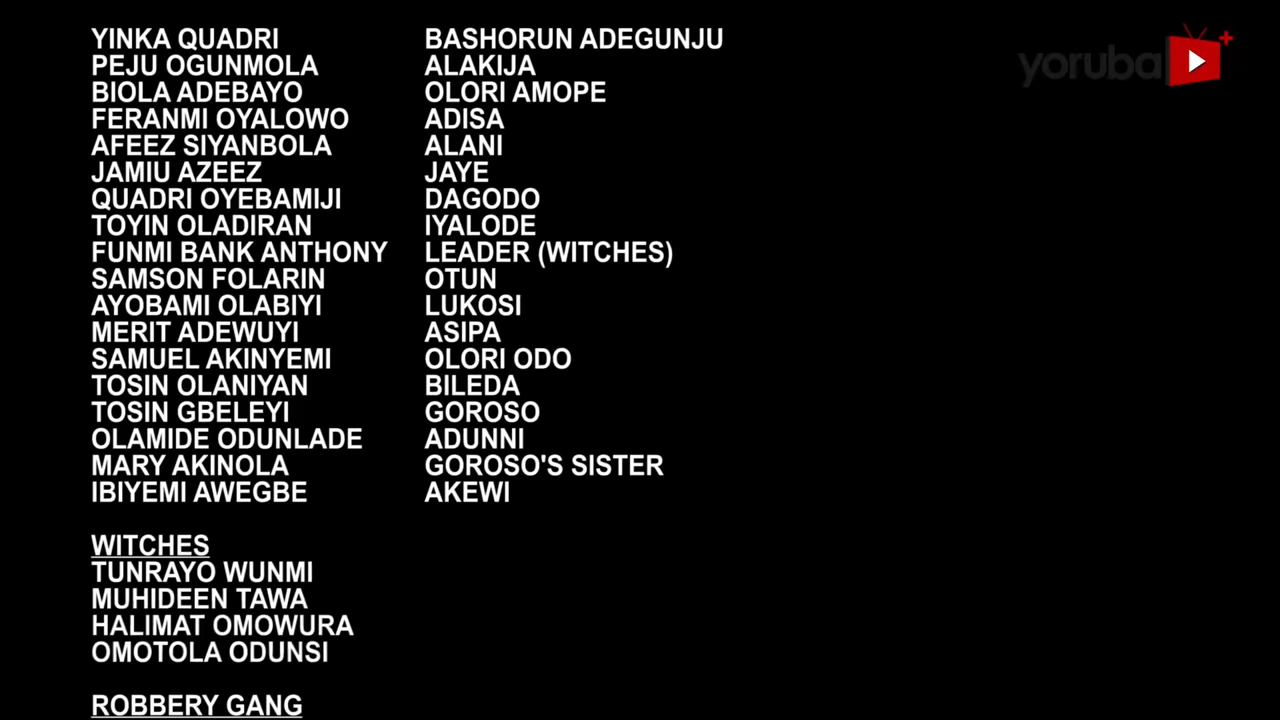 YINKA QUADRI BASHORUN ADEGUNJU
PEJU OGUNMOLA ALAKIJA
BIOLA ADEBAYO OLORI AMOPE
FERANMI OYALOWO ADISA
AFEEZ SIYANBOLA ALANI
JAMIU AZEEZ JAYE
QUADRI OYEBAMIJI DAGODO
TOYIN OLADIRAN IYALODE
FUNMI BANK ANTHONY LEADER (WITCHES)
SAMSON FOLARIN OTUN
AYOBAMI OLABIYI LUKOSI
MERIT ADEWUYI ASIPA
SAMUEL AKINYEMI OLORI ODO
TOSIN OLANIYAN BILEDA
TOSIN GBELEYI GOROSO
OLAMIDE ODUNLADE ADUNNI
MARY AKINOLA GOROSO'S SISTER
IBIYEMI AWEGBE AKEWI
WITCHES
TUNRAYO WUNMI
MUHIDEEN TAWA
HALIMAT OMOWURA
OMOTOLA ODUNSI
ROBBERY GANG
yoruba +